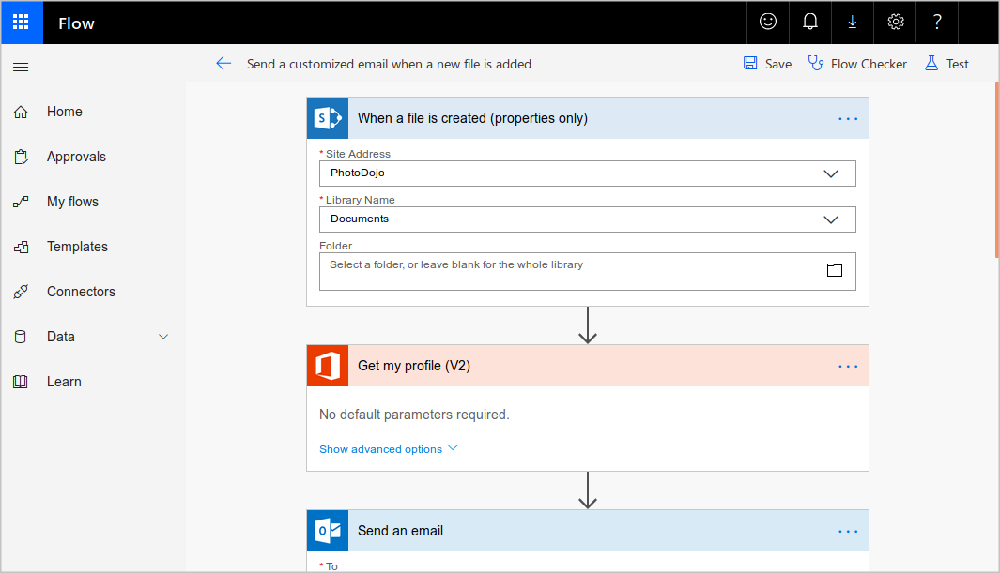 Flow
?
Send a customized email when a new file is added
Save
Flow Checker
Test
Home
Approvals
My flows
Templates
Connectors
Data
Learn
S
When a file is created (properties only)
* Site Address
PhotoDojo
* Library Name
Documents
Folder
Select a folder, or leave blank for the whole library
Get my profile (V2)
No default parameters required.
Show advanced options
Send an email
* To